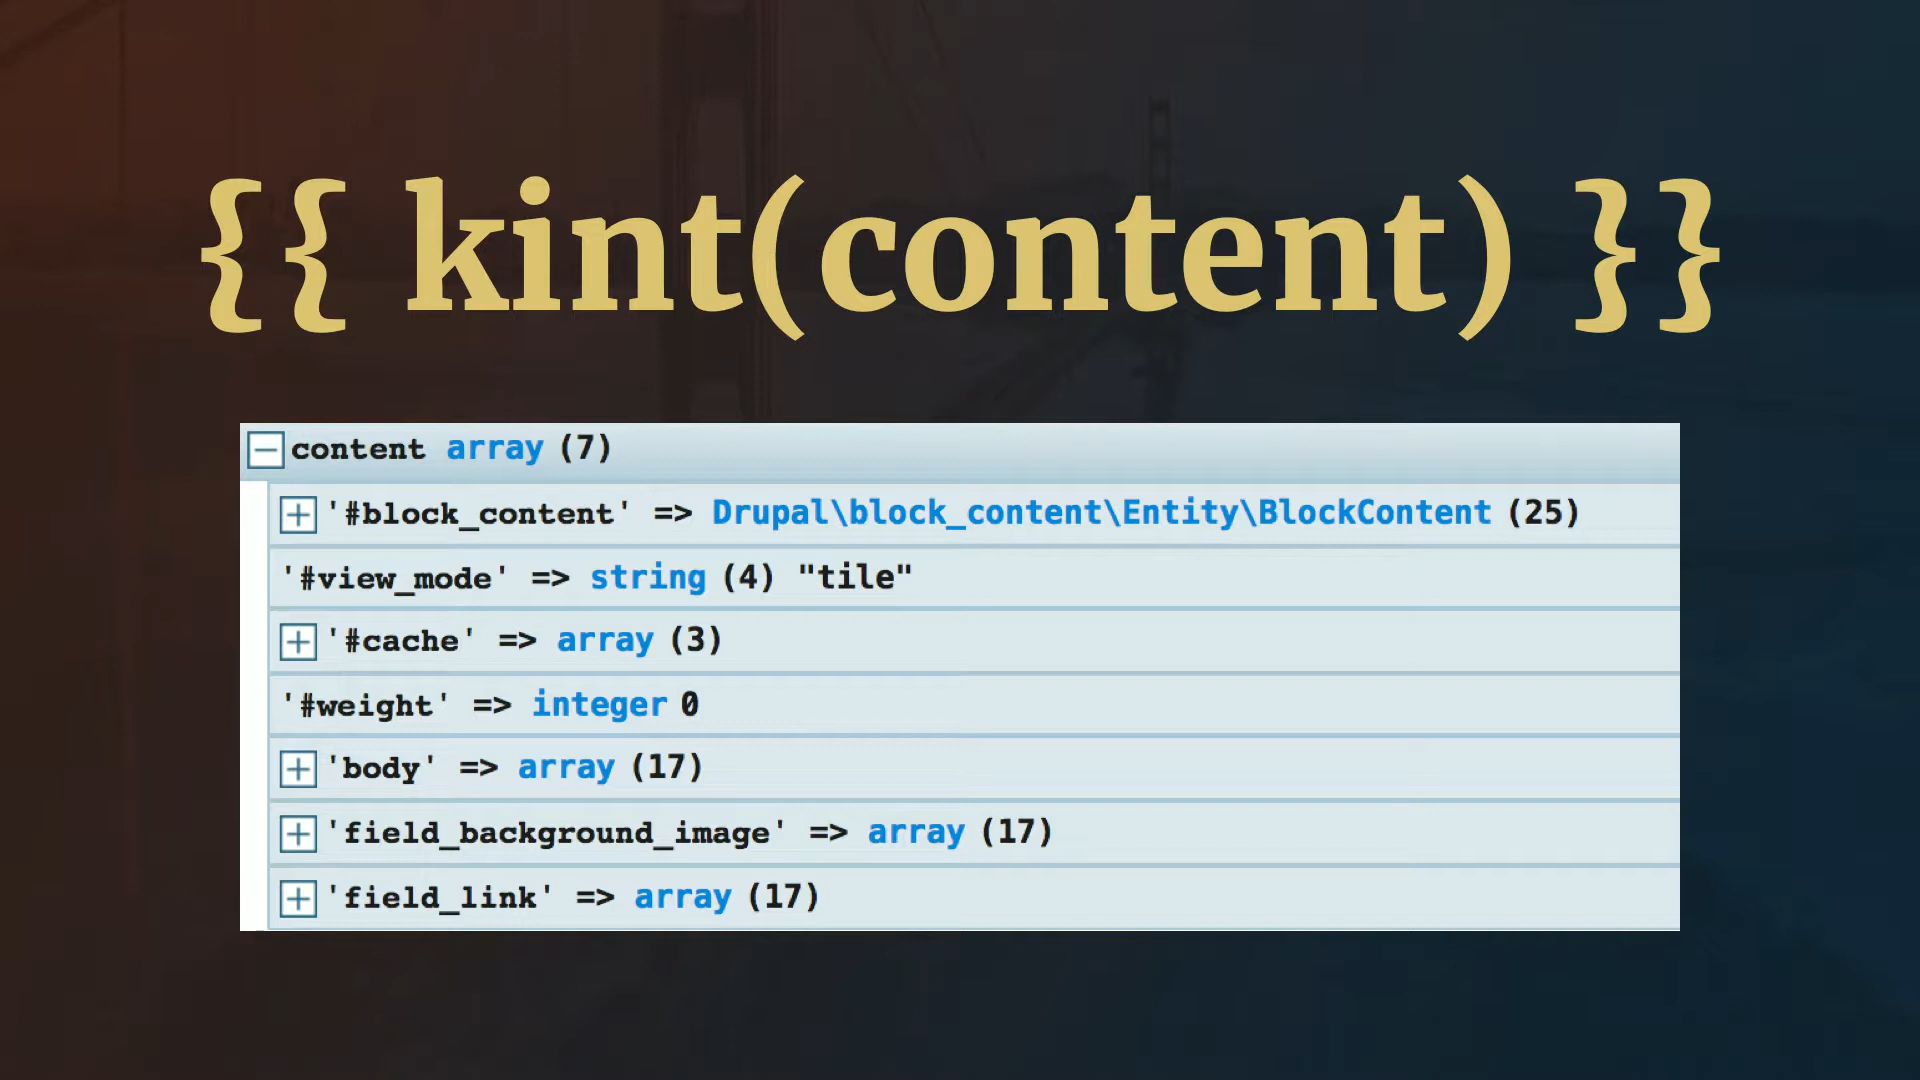 {{ kint(content) }}
content array (7)
'#block_content' => Drupal\block_content\Entity\BlockContent (25)
'#view_mode' => string (4) "tile"
'#cache' => array (3)
'#weight' => integer 0
'body' => array (17)
'field_background_image' => array (17)
'field_link' => array (17)